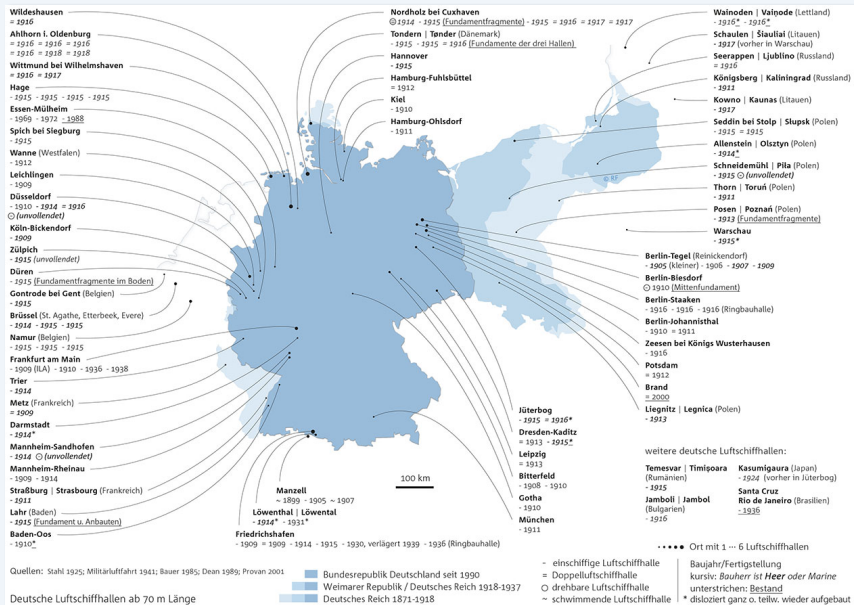 Wildeshausen
= 1916
Ahlhorn i. Oldenburg
= 1916 = 1916 = 1916
= 1916 = 1918 = 1918
Wittmund bei Wilhelmshaven
= 1916 = 1917
Hage
- 1915 - 1915 - 1915 - 1915
Essen-Mülheim
- 1969 - 1972 - 1988
Spich bei Siegburg
- 1915
Wanne (Westfalen)
- 1912
Leichlingen
- 1909
Düsseldorf
- 1910 - 1914 = 1916
(unvollendet)
Köln-Bickendorf
- 1909
Zülpich
- 1915 (unvollendet)
Düren
- 1915 (Fundamentfragmente im Boden)
Gontrode bei Gent (Belgien)
- 1915
Brüssel (St. Agathe, Etterbeek, Evere)
- 1914 - 1915 - 1915
Namur (Belgien)
- 1915 - 1915 - 1915
Frankfurt am Main
- 1909 (ILA) - 1910 - 1936 - 1938
Trier
- 1914
Metz (Frankreich)
= 1909
Darmstadt
- 1914*
Mannheim-Sandhofen
- 1914 (unvollendet)
Mannheim-Rheinau
- 1909 - 1914
Straßburg | Strasbourg (Frankreich)
- 1911
Lahr (Baden)
- 1915 (Fundament u. Anbauten)
Baden-Oos
- 1910*
Nordholz bei Cuxhaven
1914 - 1915 (Fundamentfragmente) - 1915 = 1916 = 1917 = 1917
Tondern | Tønder (Dänemark)
- 1915 - 1915 = 1916 (Fundamente der drei Hallen)
Hannover
- 1915
Hamburg-Fuhlsbüttel
= 1912
Kiel
- 1910
Hamburg-Ohlsdorf
- 1911
Wainoden | Vaiņode (Lettland)
- 1916* - 1916*
Schaulen | Šiauliai (Litauen)
- 1917 (vorher in Warschau)
Seerappen | Ljublino (Russland)
= 1916
Königsberg | Kaliningrad (Russland)
- 1911
Kowno | Kaunas (Litauen)
- 1917
Seddin bei Stolp | Słupsk (Polen)
- 1915 = 1915
Allenstein | Olsztyn (Polen)
- 1914*
Schneidemühl | Piła (Polen)
- 1915 (unvollendet)
Thorn | Toruń (Polen)
- 1911
Posen | Poznań (Polen)
- 1913 (Fundamentfragmente)
Warschau
- 1915*
© RF
Berlin-Tegel (Reinickendorf)
- 1905 (kleiner) - 1906 - 1907 - 1909
Berlin-Biesdorf
1910 (Mittenfundament)
Berlin-Staaken
- 1916 - 1916 - 1916 (Ringbauhalle)
Berlin-Johannisthal
- 1910 = 1911
Zeesen bei Königs Wusterhausen
- 1916
Potsdam
= 1912
Brand
= 2000
Liegnitz | Legnica (Polen)
- 1913
Jüterbog
- 1915 = 1916*
Dresden-Kaditz
= 1913 - 1915*
Leipzig
= 1913
Bitterfeld
- 1908 - 1910
Gotha
- 1910
München
- 1911
Manzell
~ 1899 - 1905 ~ 1907
Löwenthal | Löwental
- 1914* - 1931*
Friedrichshafen
- 1909 = 1909 - 1914 - 1915 - 1930, verlägert 1939 - 1936 (Ringbauhalle)
100 km
weitere deutsche Luftschiffhallen:
Temesvar | Timișoara
(Rumänien)
- 1915
Jamboli | Jambol
(Bulgarien)
- 1916
Kasumigaura (Japan)
- 1924 (vorher in Jüterbog)
Santa Cruz
Rio de Janeiro (Brasilien)
- 1936
Quellen: Stahl 1925; Militärluftfahrt 1941; Bauer 1985; Dean 1989; Provan 2001
Deutsche Luftschiffhallen ab 70 m Länge
Bundesrepublik Deutschland seit 1990
Weimarer Republik / Deutsches Reich 1918-1937
Deutsches Reich 1871-1918
- einschiffige Luftschiffhalle
= Doppelluftschiffhalle
drehbare Luftschiffhalle
~ schwimmende Luftschiffhalle
Ort mit 1 ··· 6 Luftschiffhallen
Baujahr/Fertigstellung
kursiv: Bauherr ist Heer oder Marine
unterstrichen: Bestand
* disloziert ganz o. teilw. wieder aufgebaut